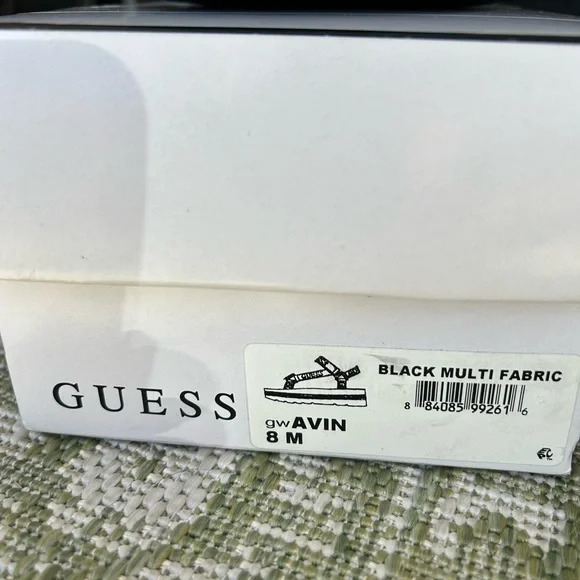 GUESS
BLACK MULTI FABRIC
8 84085 99261 6
gwAVIN
8 M